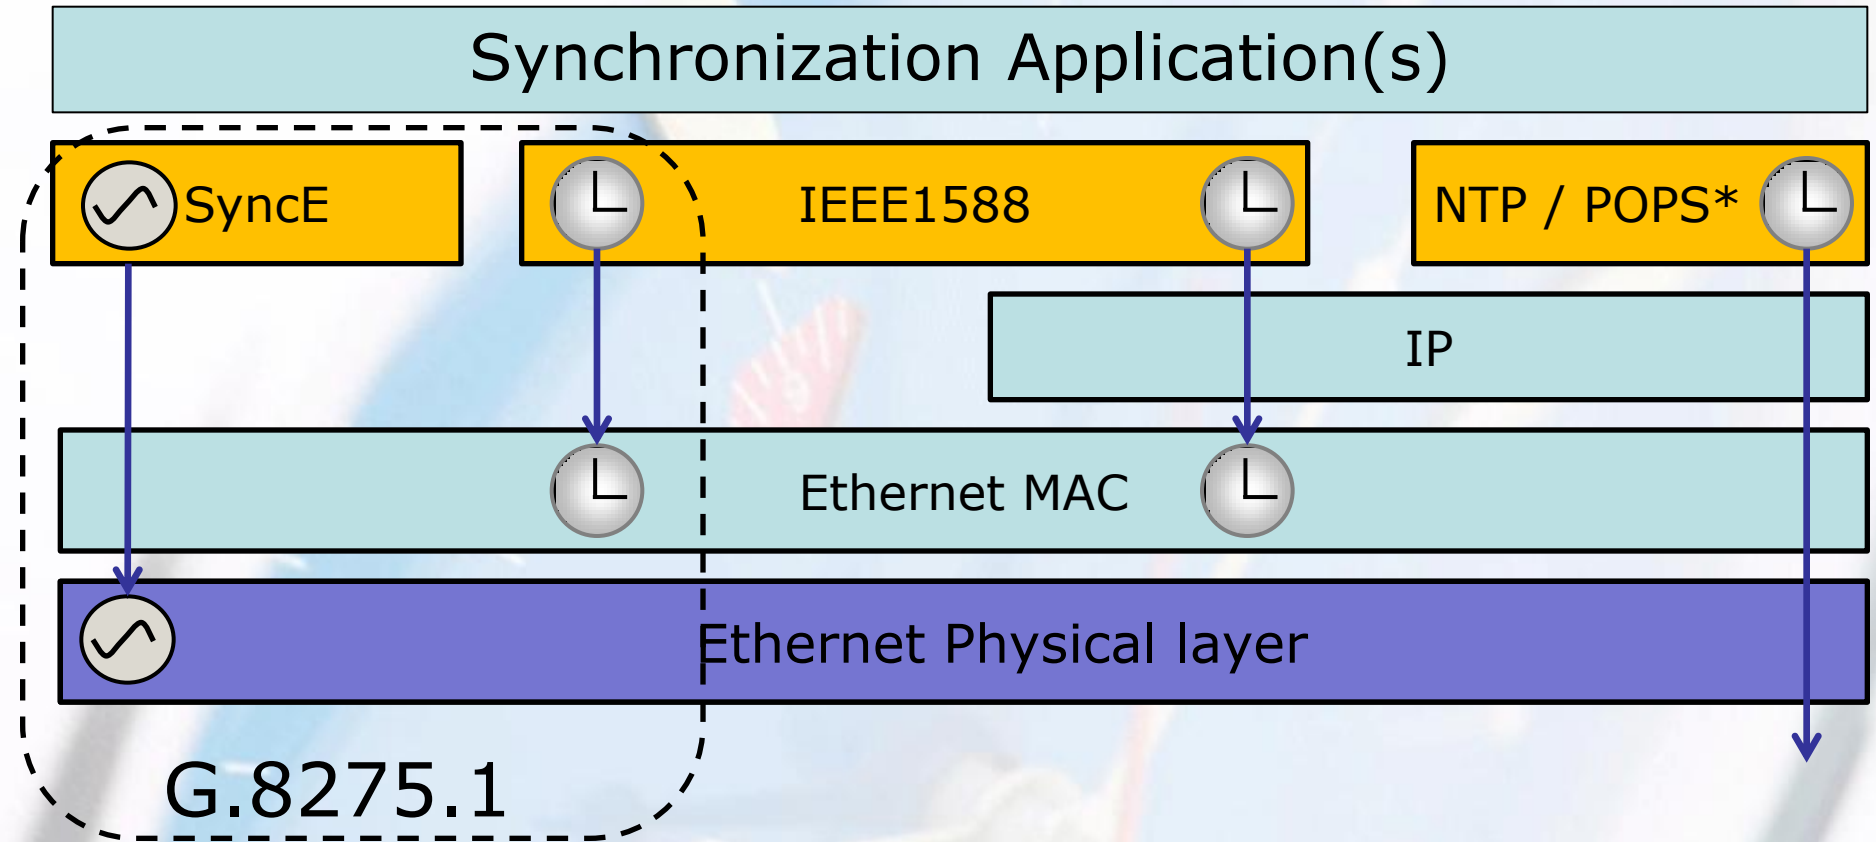 Synchronization Application(s)
SyncE
IEEE1588
NTP / POPS*
IP
Ethernet MAC
Ethernet Physical layer
G.8275.1